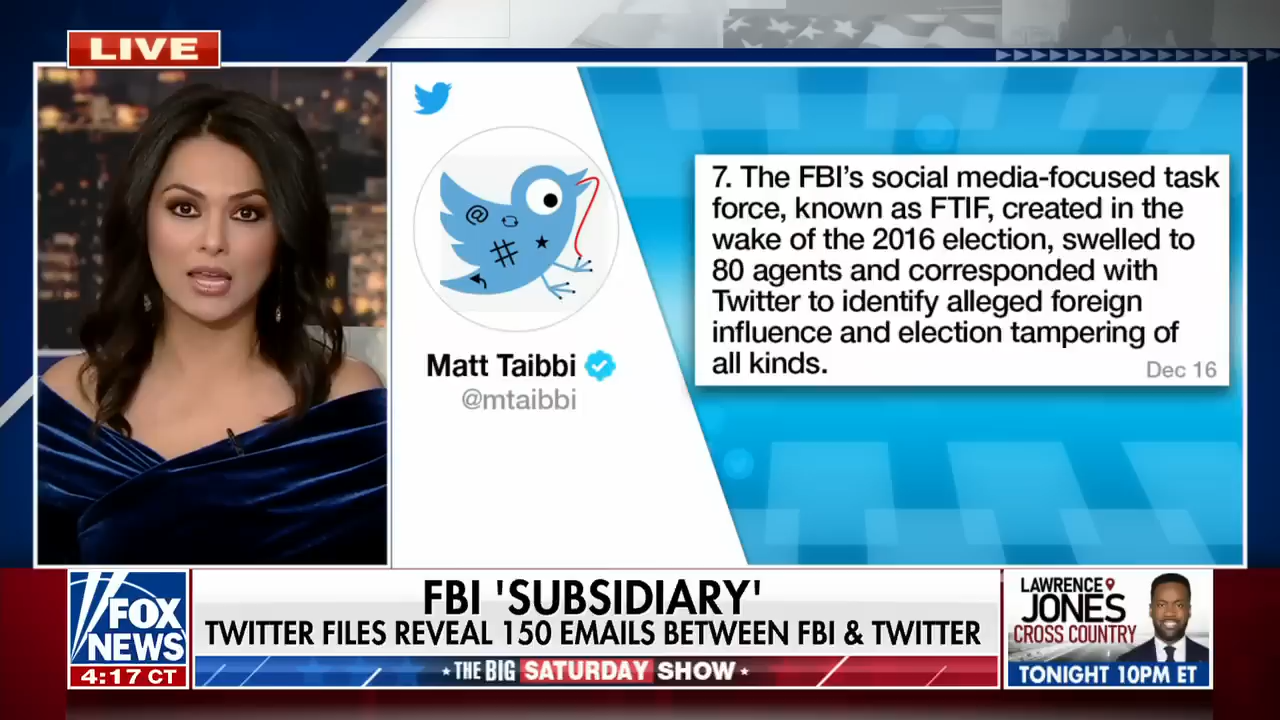 LIVE
7. The FBI's social media-focused task
force, known as FTIF, created in the
wake of the 2016 election, swelled to
80 agents and corresponded with
Twitter to identify alleged foreign
influence and election tampering of
all kinds.
Dec 16
@
#
Matt Taibbi
@mtaibbi
FOX
NEWS
4:17 CT
FBI 'SUBSIDIARY'
TWITTER FILES REVEAL 150 EMAILS BETWEEN FBI & TWITTER
THE BIG SATURDAY SHOW
LAWRENCE
JONES
CROSS COUNTRY
TONIGHT 10PM ET